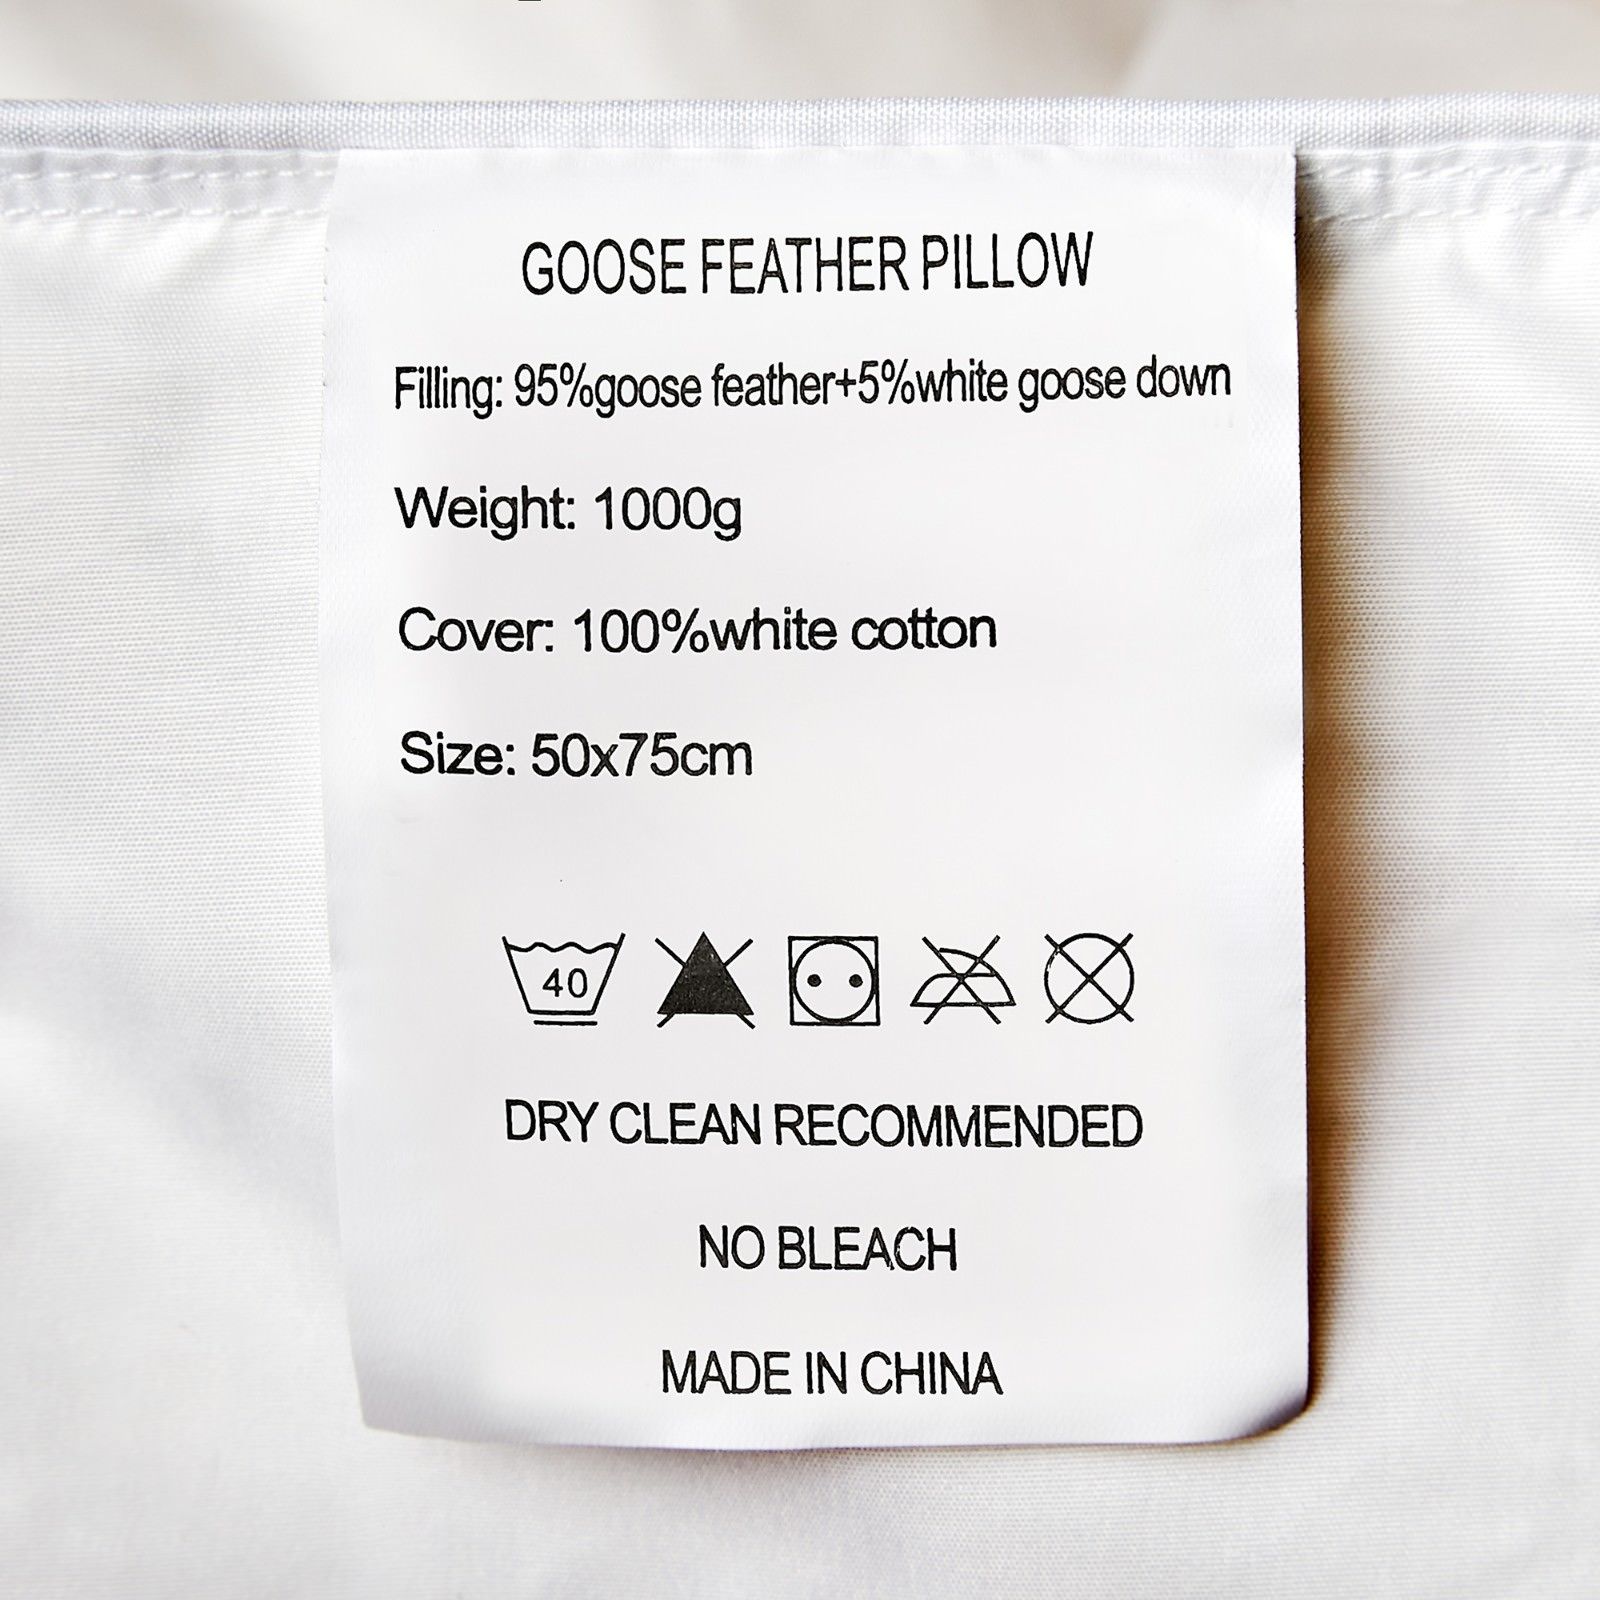 GOOSE FEATHER PILLOW
Filling: 95%goose feather+5%white goose down
Weight: 1000g
Cover: 100%white cotton
Size: 50x75cm
40
DRY CLEAN RECOMMENDED
NO BLEACH
MADE IN CHINA